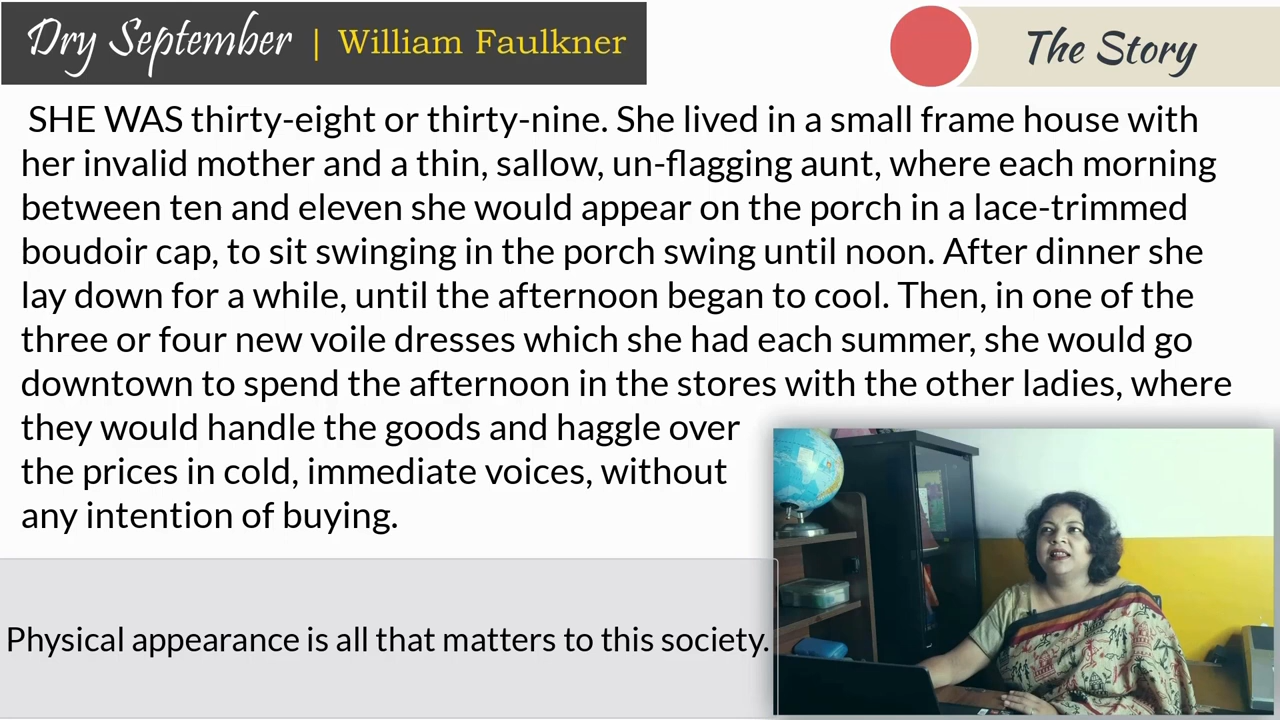 Dry September | William Faulkner
The Story
SHE WAS thirty-eight or thirty-nine. She lived in a small frame house with
her invalid mother and a thin, sallow, un-flagging aunt, where each morning
between ten and eleven she would appear on the porch in a lace-trimmed
boudoir cap, to sit swinging in the porch swing until noon. After dinner she
lay down for a while, until the afternoon began to cool. Then, in one of the
three or four new voile dresses which she had each summer, she would go
downtown to spend the afternoon in the stores with the other ladies, where
they would handle the goods and haggle over
the prices in cold, immediate voices, without
any intention of buying.
Physical appearance is all that matters to this society.